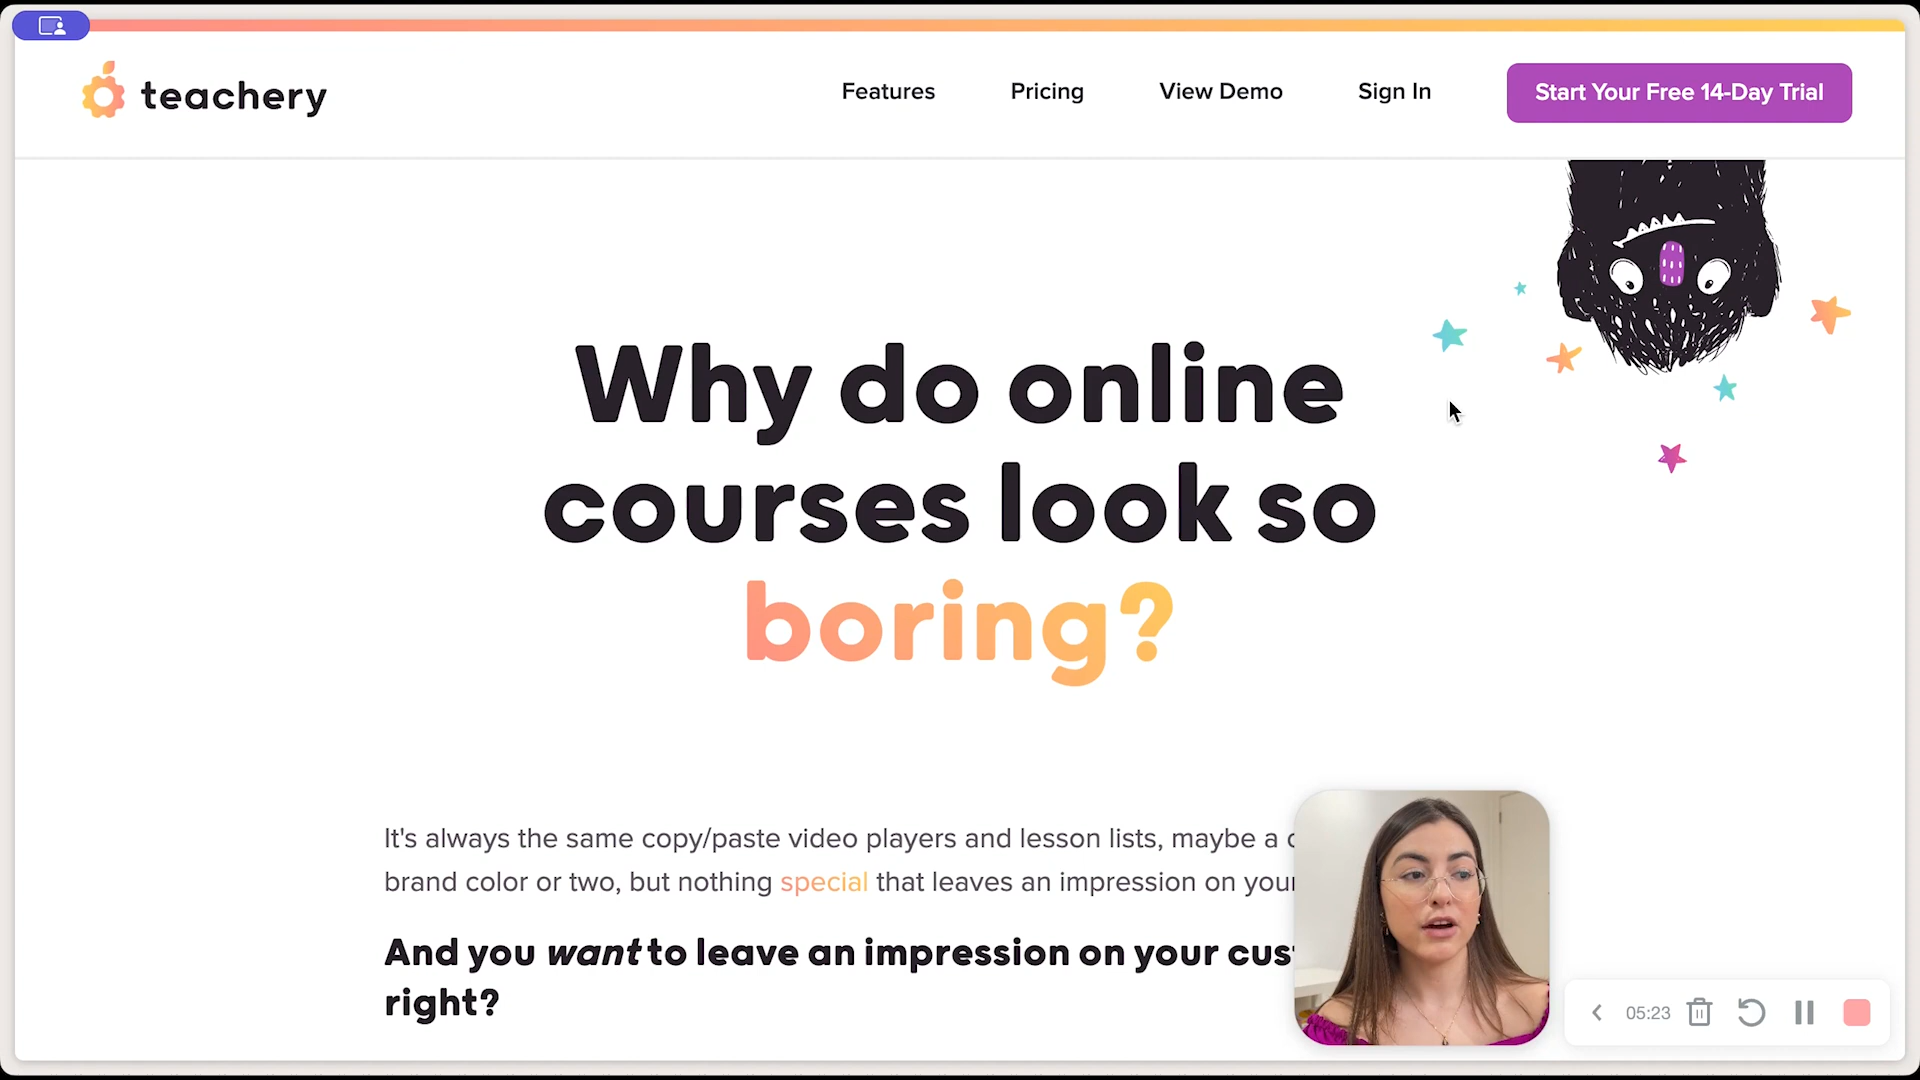 teachery
Features
Pricing
View Demo
Sign In
Start Your Free 14-Day Trial
Why do online
courses look so
boring?
It's always the same copy/paste video players and lesson lists, maybe a
brand color or two, but nothing special that leaves an impression on your
And you want to leave an impression on your
right?
05:23